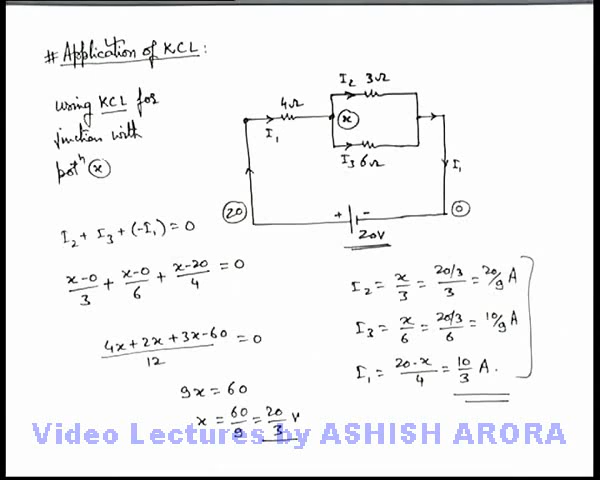 # Application of KCL :
using KCL for
junction with
potⁿ (x)
I₂ + I₃ + (-I₁) = 0
(x-0)/3 + (x-0)/6 + (x-20)/4 = 0
(4x + 2x + 3x - 60)/12 = 0
9x = 60
x = 60/9 = 20/3 V
I₂ 3Ω
4Ω
I₁
x
I₃ 6Ω
I₁
20
+ -
0
20V
I₂ = x/3 = (20/3)/3 = 20/9 A
I₃ = x/6 = (20/3)/6 = 10/9 A
I₁ = (20-x)/4 = 10/3 A.
Video Lectures by ASHISH ARORA